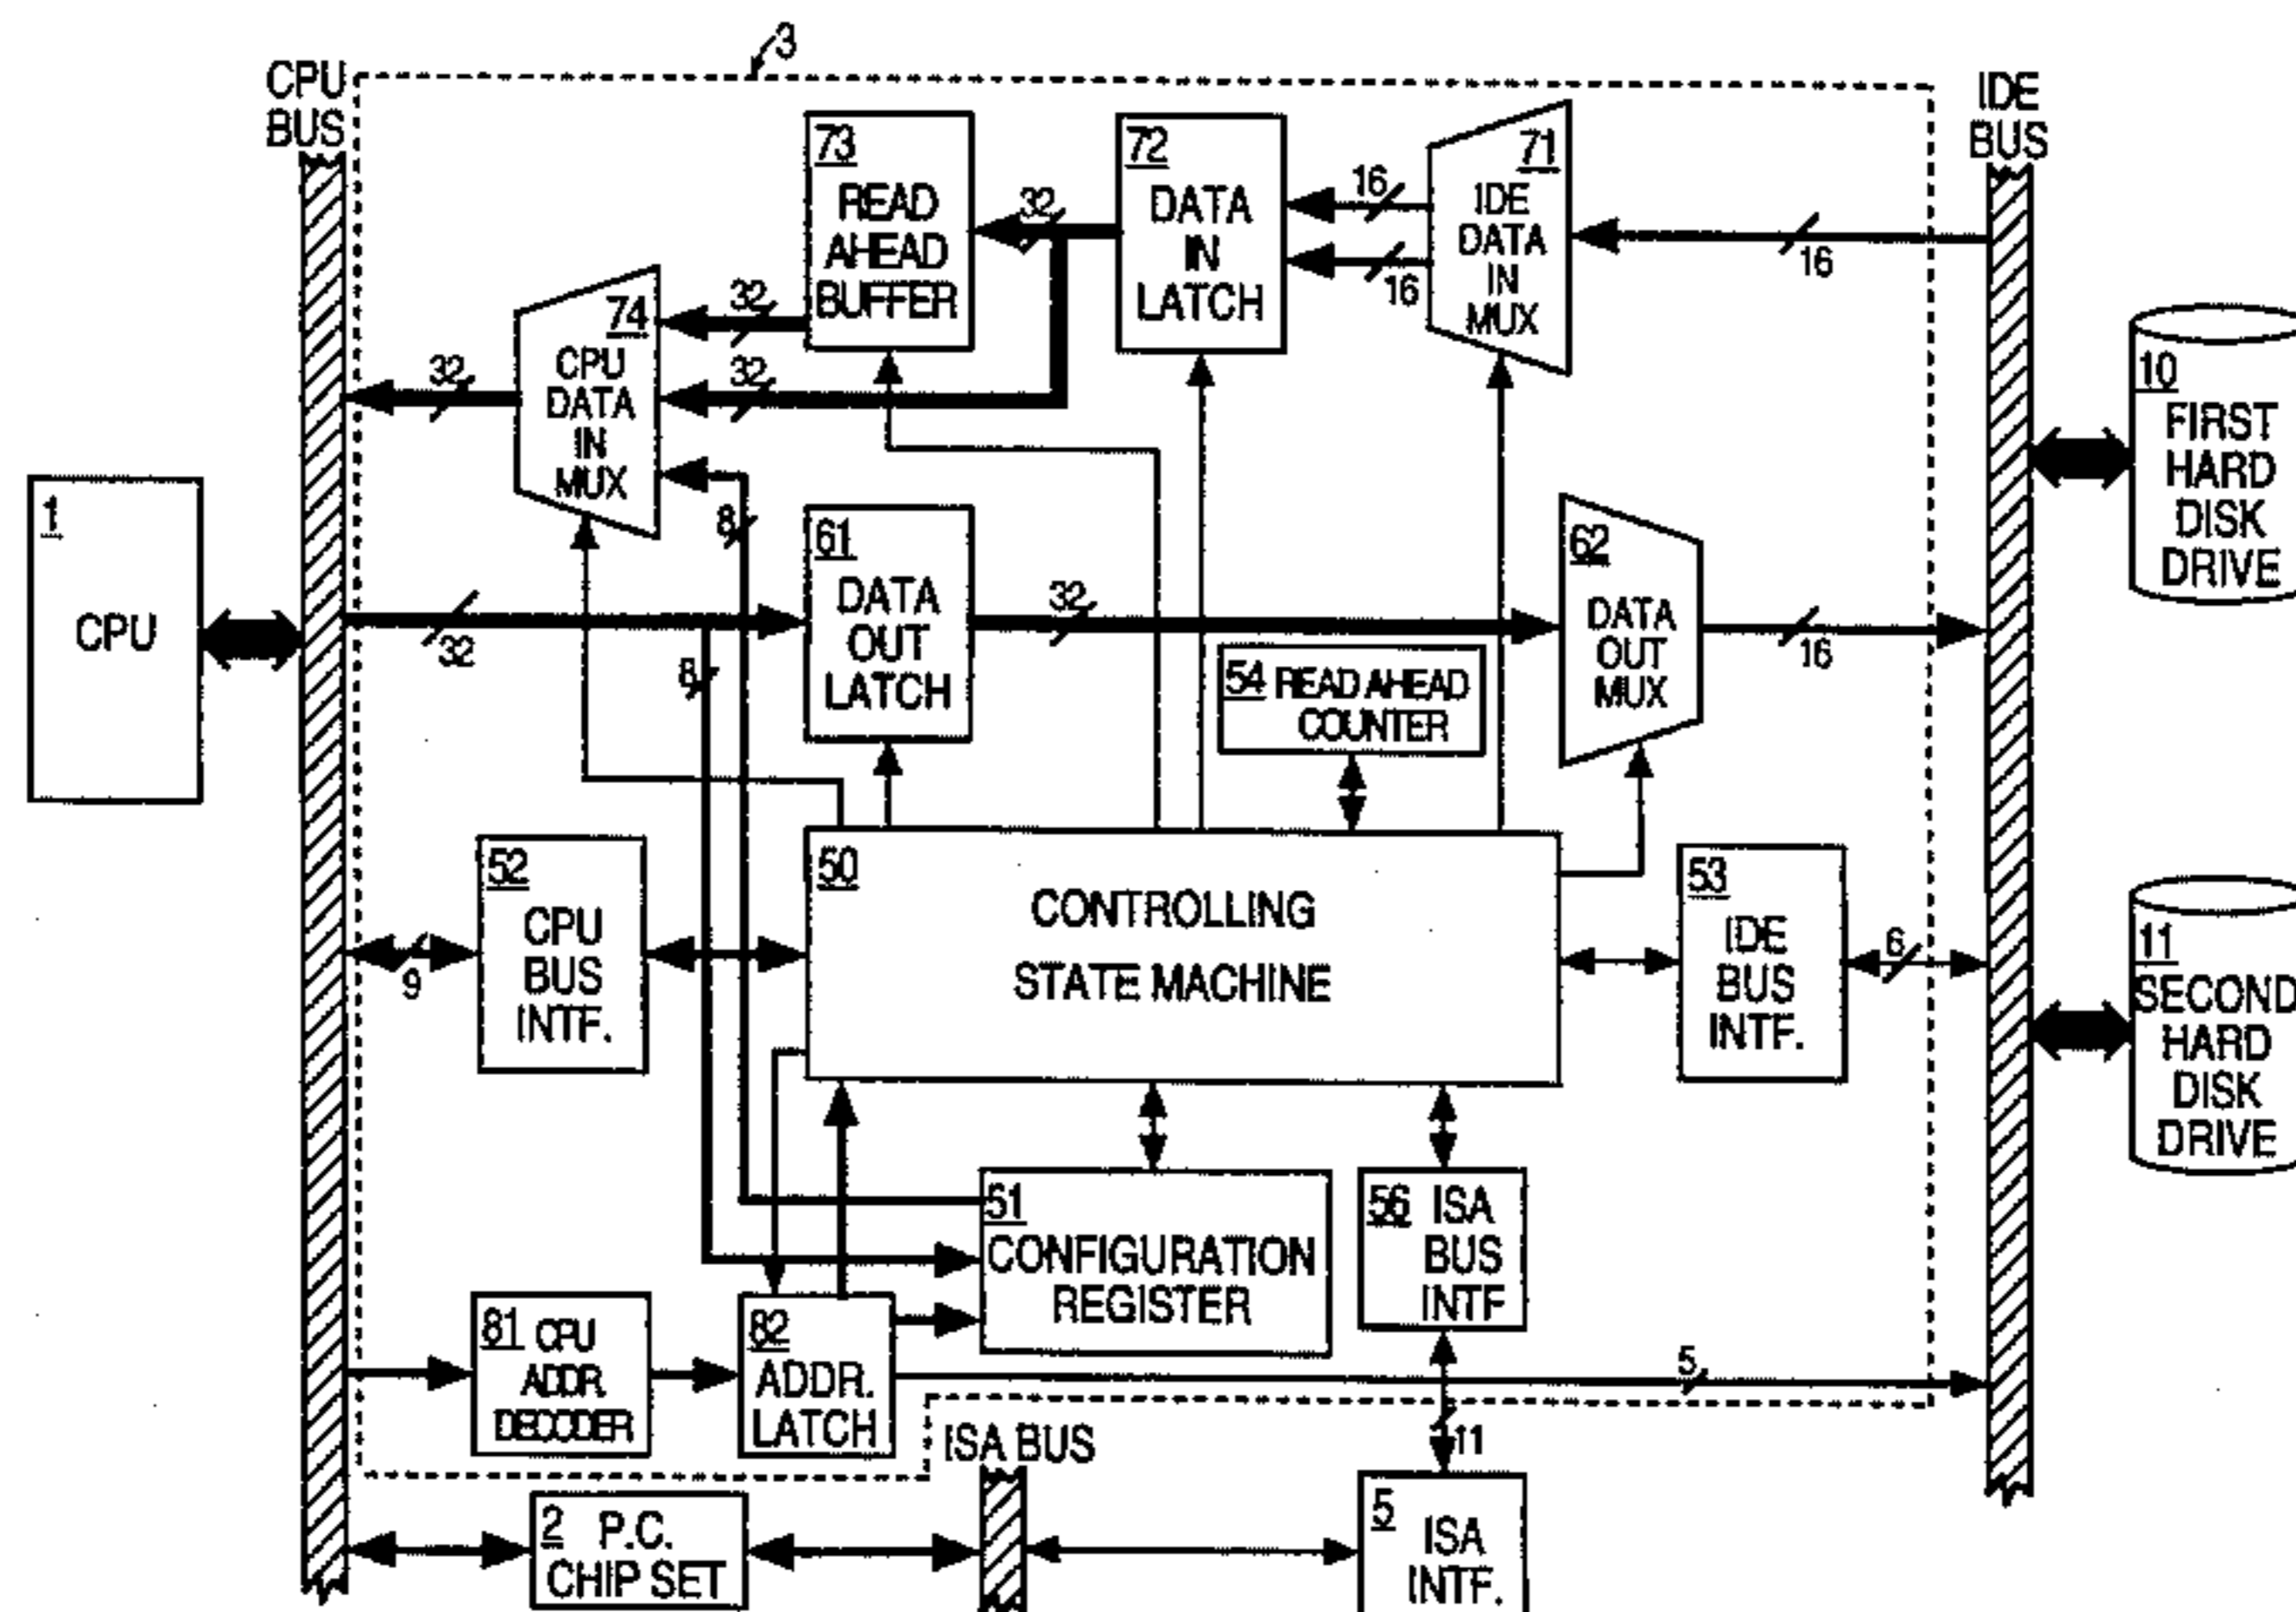 3
CPU
BUS
IDE
BUS
73
READ
AHEAD
BUFFER
72
DATA
IN
LATCH
71
IDE
DATA
IN
MUX
16
16
16
32
32
32
32
74
CPU
DATA
IN
MUX
10
FIRST
HARD
DISK
DRIVE
1
CPU
8
61
DATA
OUT
LATCH
32
32
8
62
DATA
OUT
MUX
16
54 READ AHEAD
COUNTER
52
CPU
BUS
INTF.
9
50
CONTROLLING
STATE MACHINE
53
IDE
BUS
INTF.
6
11
SECOND
HARD
DISK
DRIVE
51
CONFIGURATION
REGISTER
56 ISA
BUS
INTF
81 CPU
ADDR.
DECODER
82
ADDR.
LATCH
5
11
ISA BUS
2 P.C.
CHIP SET
5
ISA
INTF.